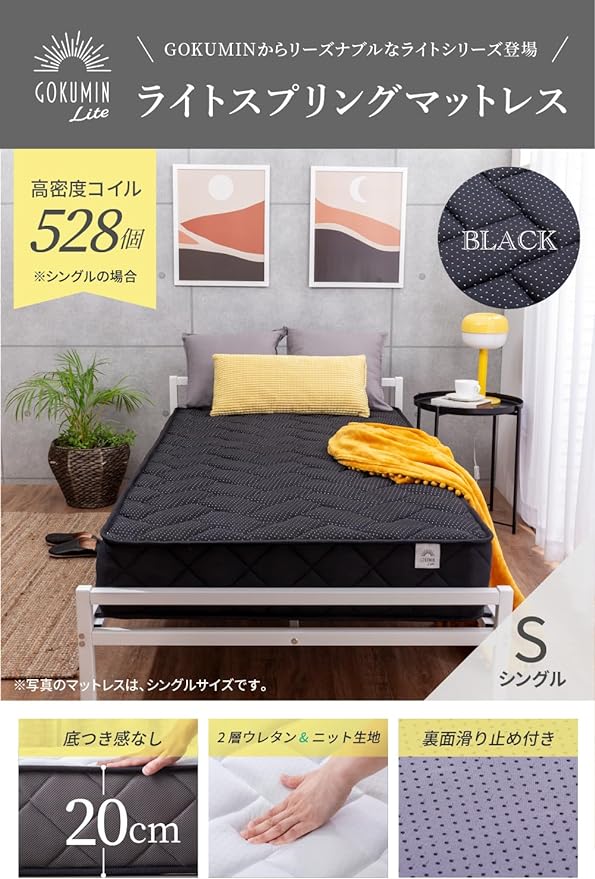 GOKUMIN
Lite
GOKUMINからリーズナブルなライトシリーズ登場
ライトスプリングマットレス
高密度コイル
528個
※シングルの場合
BLACK
GOKUMIN
Lite
S
シングル
※写真のマットレスは、シングルサイズです。
底つき感なし
20cm
2層ウレタン&ニット生地
裏面滑り止め付き